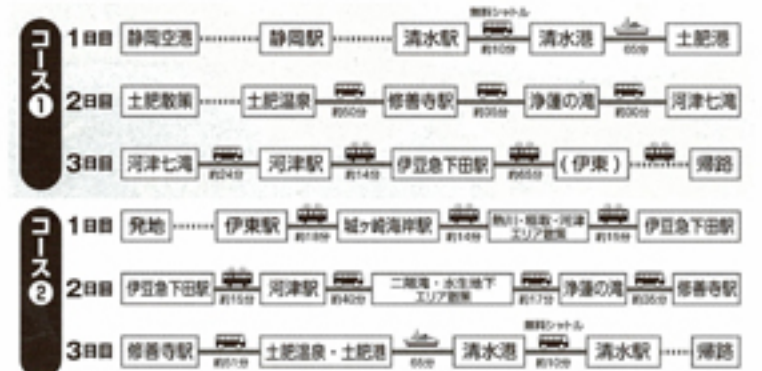 コース1
無料シャトル
1日目 静岡空港 静岡駅 清水駅 約10分 清水港 65分 土肥港
2日目 土肥散策 土肥温泉 約50分 修善寺駅 約35分 浄蓮の滝 約30分 河津七滝
3日目 河津七滝 約24分 河津駅 約14分 伊豆急下田駅 約65分 (伊東) 帰路
コース2
1日目 発地 伊東駅 約18分 城ヶ崎海岸駅 約14分 熱川・稲取・河津 エリア散策 約15分 伊豆急下田駅
2日目 伊豆急下田駅 約15分 河津駅 約40分 二階滝・水生地下 エリア散策 約17分 浄蓮の滝 約35分 修善寺駅
無料シャトル
3日目 修善寺駅 約51分 土肥温泉・土肥港 65分 清水港 約10分 清水駅 帰路